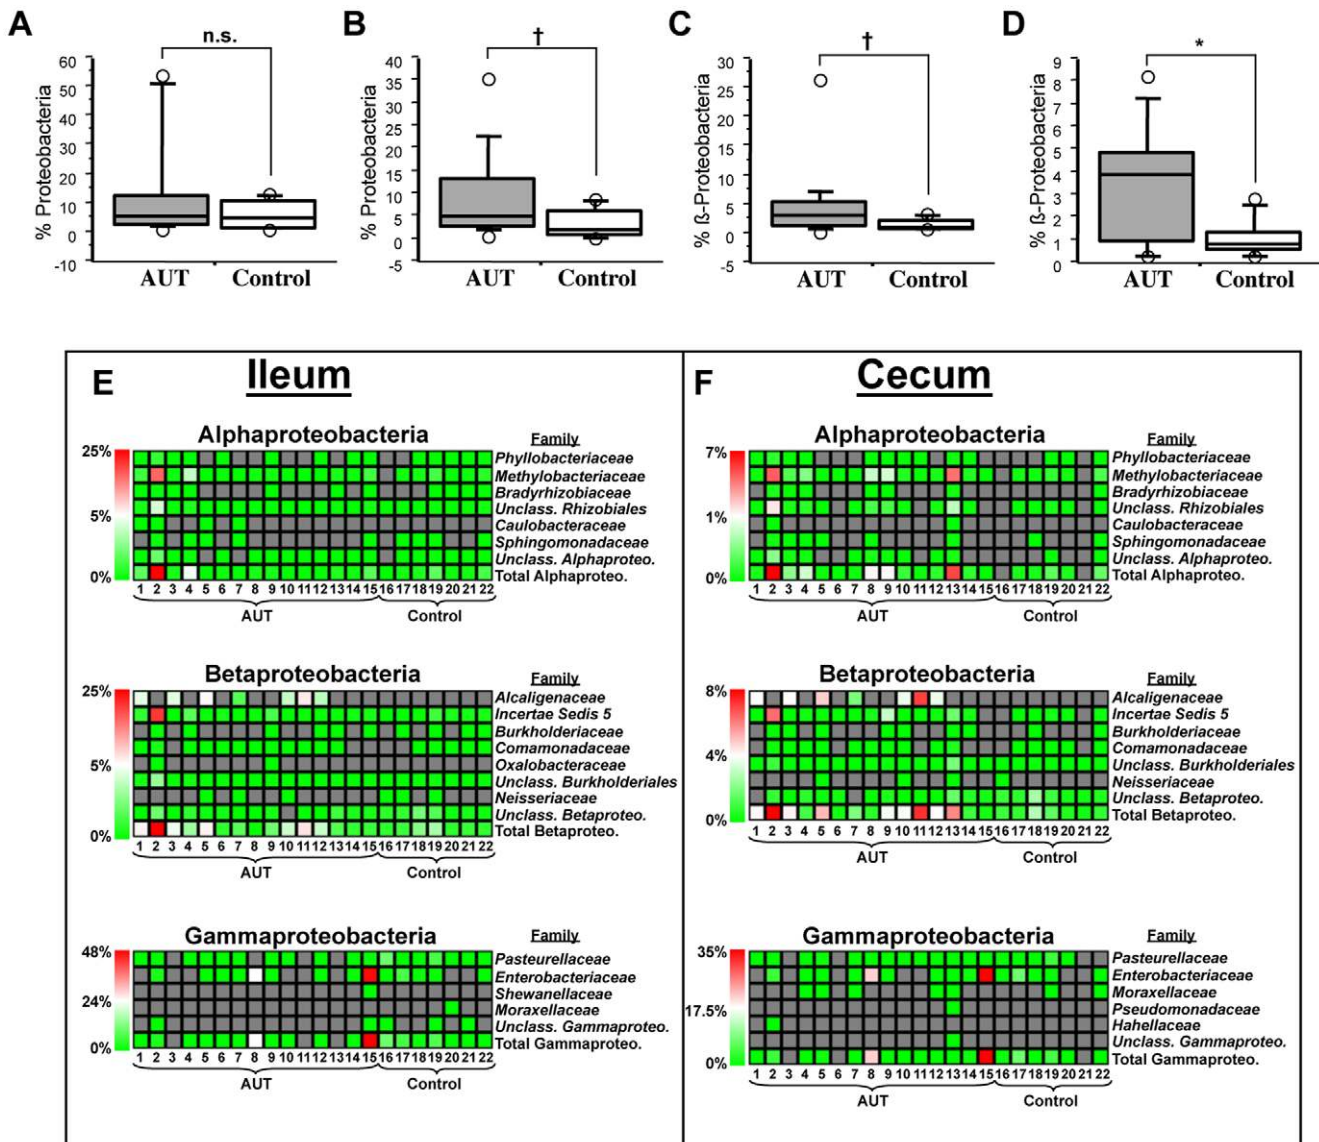 A
B
C
D
n.s.
†
†
*
% Proteobacteria
60
50
40
30
20
10
0
-10
AUT Control
% Proteobacteria
40
35
30
25
20
15
10
5
0
-5
AUT Control
% ß-Proteobacteria
30
25
20
15
10
5
0
-5
AUT Control
% ß-Proteobacteria
9
8
7
6
5
4
3
2
1
0
AUT Control
E
Ileum
Alphaproteobacteria
Family
25%
5%
0%
Phyllobacteriaceae
Methylobacteriaceae
Bradyrhizobiaceae
Unclass. Rhizobiales
Caulobacteraceae
Sphingomonadaceae
Unclass. Alphaproteo.
Total Alphaproteo.
1 2 3 4 5 6 7 8 9 10 11 12 13 14 15 16 17 18 19 20 21 22
AUT Control
Betaproteobacteria
Family
25%
5%
0%
Alcaligenaceae
Incertae Sedis 5
Burkholderiaceae
Comamonadaceae
Oxalobacteraceae
Unclass. Burkholderiales
Neisseriaceae
Unclass. Betaproteo.
Total Betaproteo.
1 2 3 4 5 6 7 8 9 10 11 12 13 14 15 16 17 18 19 20 21 22
AUT Control
Gammaproteobacteria
Family
48%
24%
0%
Pasteurellaceae
Enterobacteriaceae
Shewanellaceae
Moraxellaceae
Unclass. Gammaproteo.
Total Gammaproteo.
1 2 3 4 5 6 7 8 9 10 11 12 13 14 15 16 17 18 19 20 21 22
AUT Control
F
Cecum
Alphaproteobacteria
Family
7%
1%
0%
Phyllobacteriaceae
Methylobacteriaceae
Bradyrhizobiaceae
Unclass. Rhizobiales
Caulobacteraceae
Sphingomonadaceae
Unclass. Alphaproteo.
Total Alphaproteo.
1 2 3 4 5 6 7 8 9 10 11 12 13 14 15 16 17 18 19 20 21 22
AUT Control
Betaproteobacteria
Family
8%
4%
0%
Alcaligenaceae
Incertae Sedis 5
Burkholderiaceae
Comamonadaceae
Unclass. Burkholderiales
Neisseriaceae
Unclass. Betaproteo.
Total Betaproteo.
1 2 3 4 5 6 7 8 9 10 11 12 13 14 15 16 17 18 19 20 21 22
AUT Control
Gammaproteobacteria
Family
35%
17.5%
0%
Pasteurellaceae
Enterobacteriaceae
Moraxellaceae
Pseudomonadaceae
Hahellaceae
Unclass. Gammaproteo.
Total Gammaproteo.
1 2 3 4 5 6 7 8 9 10 11 12 13 14 15 16 17 18 19 20 21 22
AUT Control